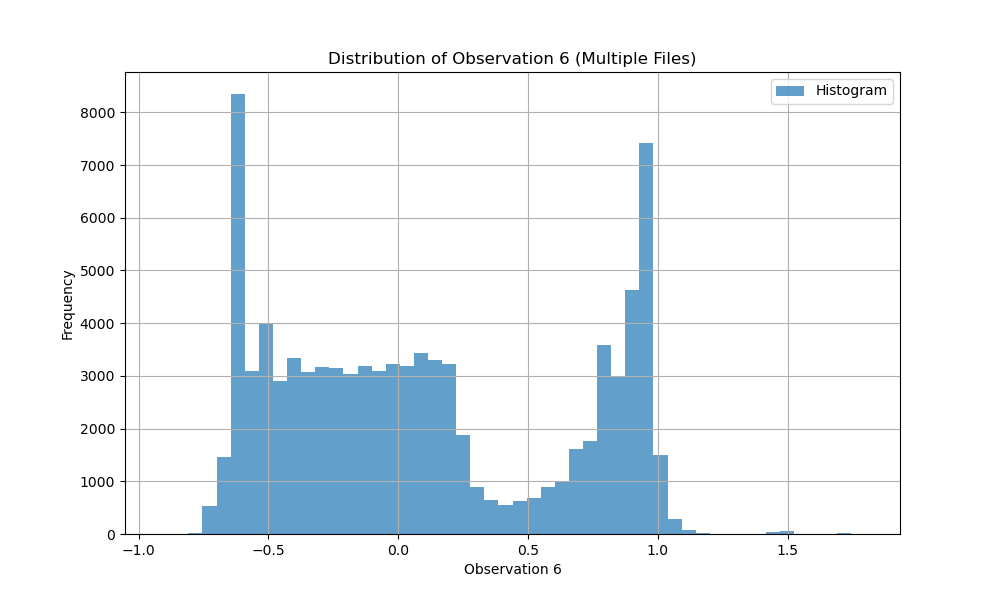 Distribution of Observation 6 (Multiple Files)
Histogram
8000
7000
6000
5000
4000
3000
2000
1000
0
Frequency
−1.0 −0.5 0.0 0.5 1.0 1.5
Observation 6